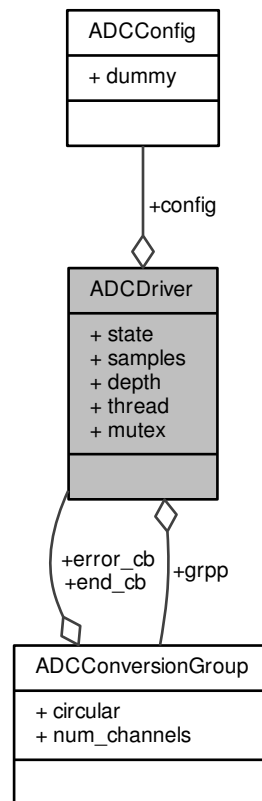 ADCConfig
+ dummy
+config
ADCDriver
+ state
+ samples
+ depth
+ thread
+ mutex
+error_cb
+end_cb
+grpp
ADCConversionGroup
+ circular
+ num_channels